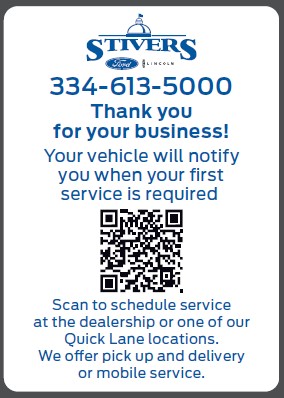 STIVERS
Ford LINCOLN
334-613-5000
Thank you
for your business!
Your vehicle will notify
you when your first
service is required
Scan to schedule service
at the dealership or one of our
Quick Lane locations.
We offer pick up and delivery
or mobile service.